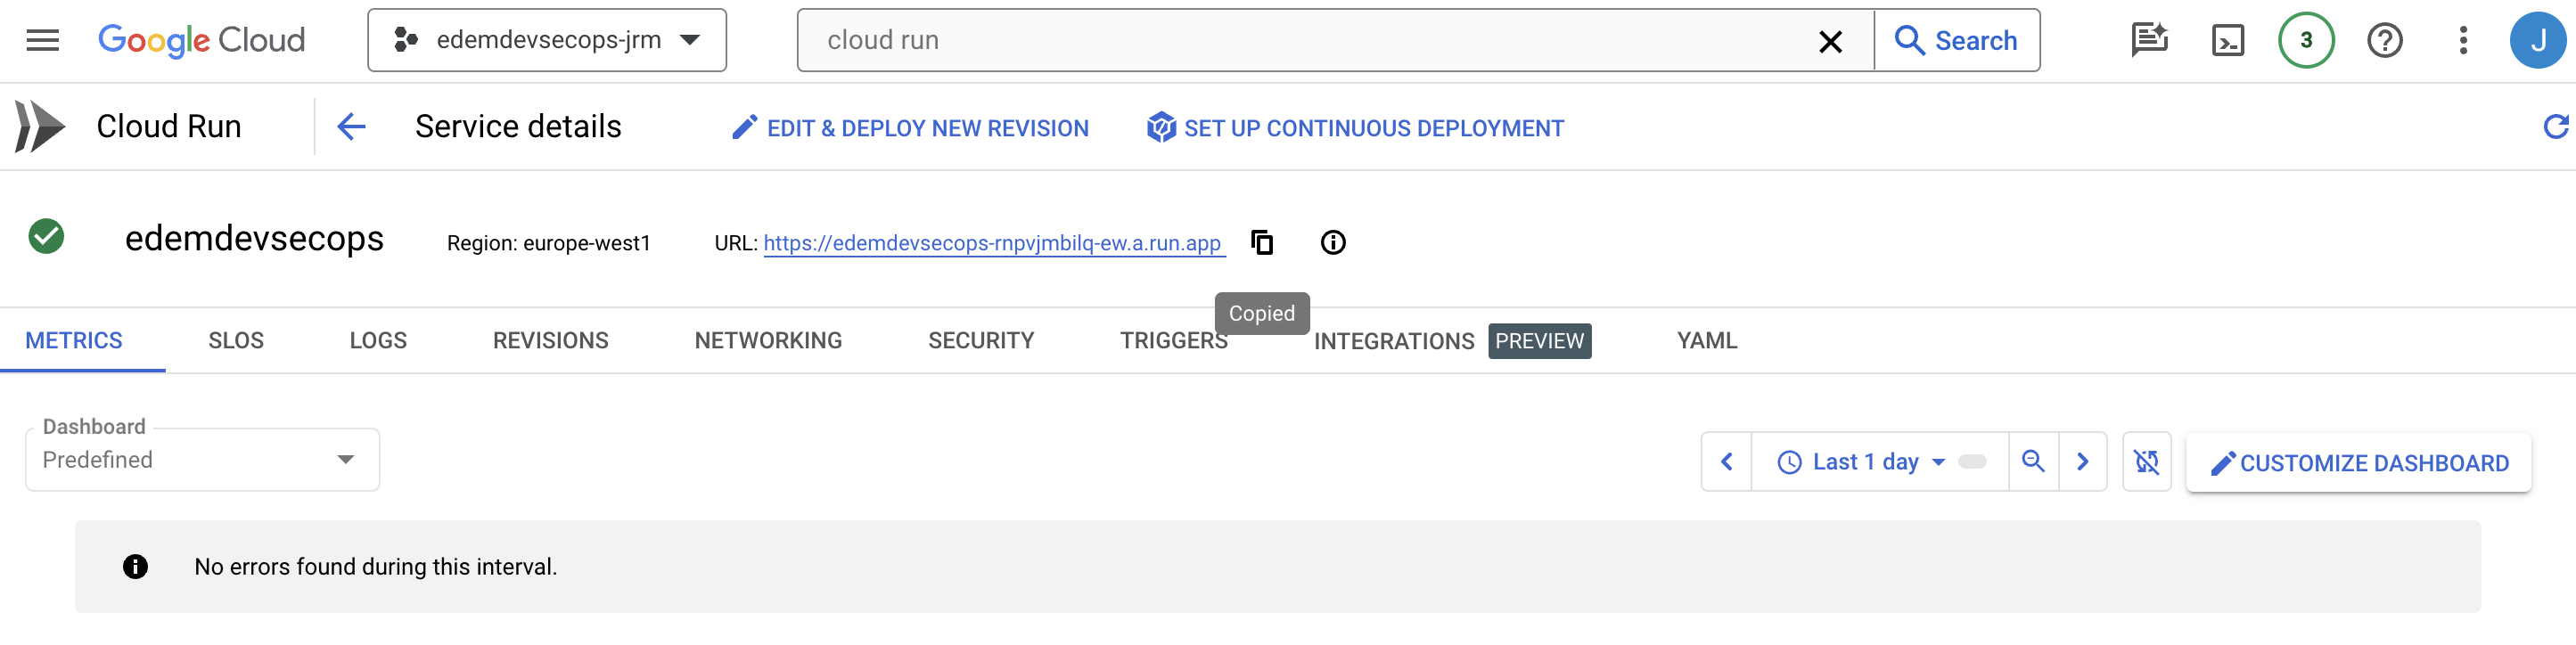 Google Cloud
edemdevsecops-jrm
cloud run
Search
3
J
Cloud Run
Service details
EDIT & DEPLOY NEW REVISION
SET UP CONTINUOUS DEPLOYMENT
edemdevsecops
Region: europe-west1
URL: https://edemdevsecops-rnpvjmbilq-ew.a.run.app
Copied
METRICS
SLOS
LOGS
REVISIONS
NETWORKING
SECURITY
TRIGGERS
INTEGRATIONS PREVIEW
YAML
Dashboard
Predefined
Last 1 day
CUSTOMIZE DASHBOARD
No errors found during this interval.